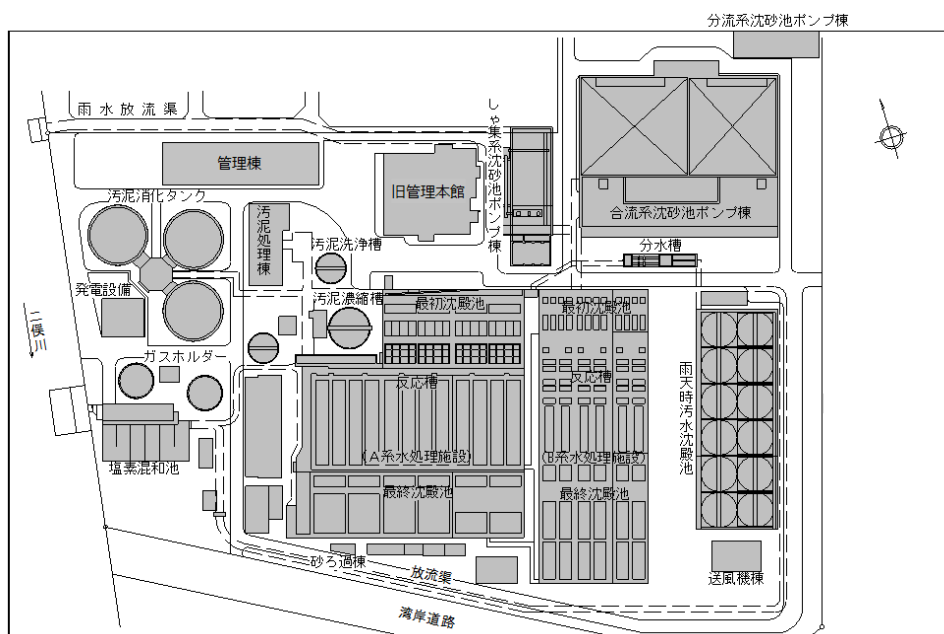 分流系沈砂池ポンプ棟
雨水放流渠
管理棟
旧管理本館
しゃ集系沈砂池ポンプ棟
合流系沈砂池ポンプ棟
汚泥消化タンク
汚泥処理棟
汚泥洗浄槽
分水槽
発電設備
汚泥濃縮槽
最初沈殿池
最初沈殿池
二俣川
ガスホルダー
反応槽
反応槽
雨天時汚水沈殿池
(A系水処理施設)
(B系水処理施設)
塩素混和池
最終沈殿池
最終沈殿池
砂ろ過棟
放流渠
送風機棟
湾岸道路